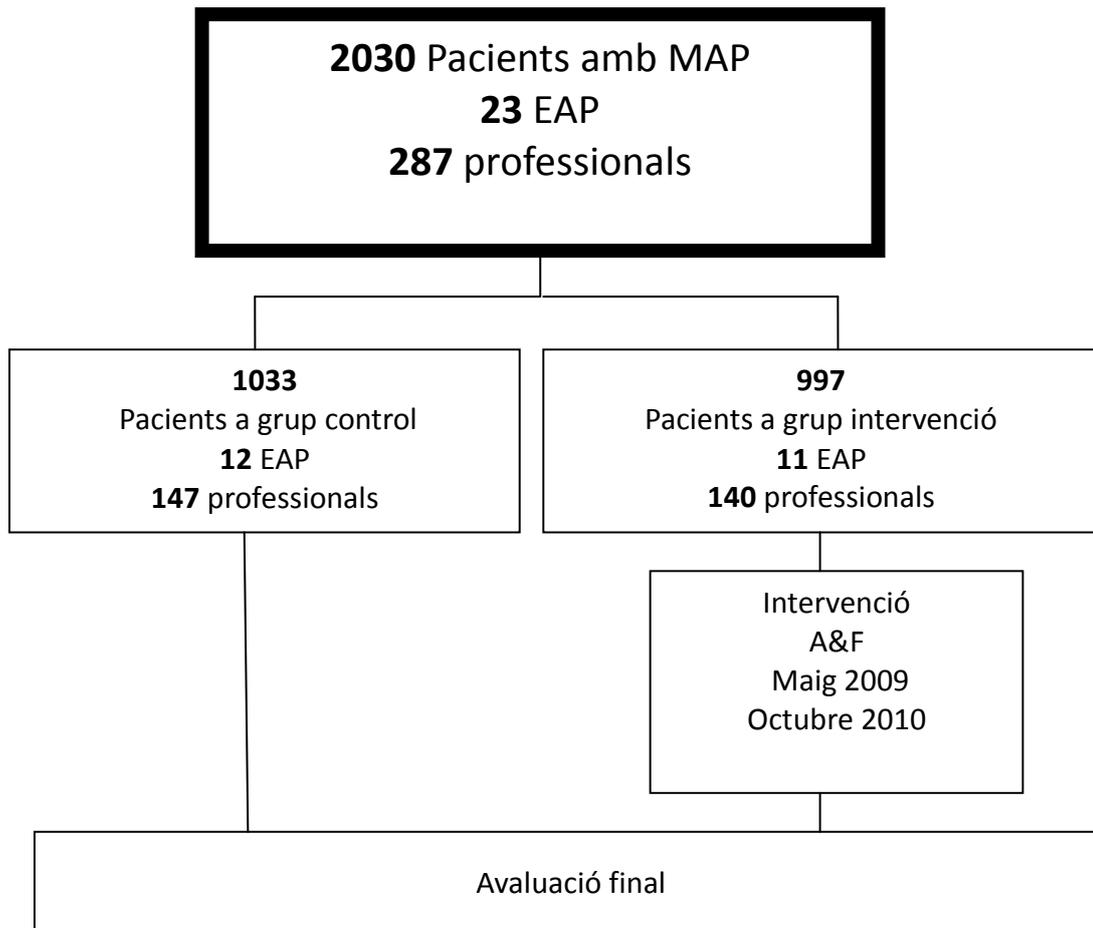 2030 Pacients amb MAP
23 EAP
287 professionals
1033
Pacients a grup control
12 EAP
147 professionals
997
Pacients a grup intervenció
11 EAP
140 professionals
Intervenció
A&F
Maig 2009
Octubre 2010
Avaluació final